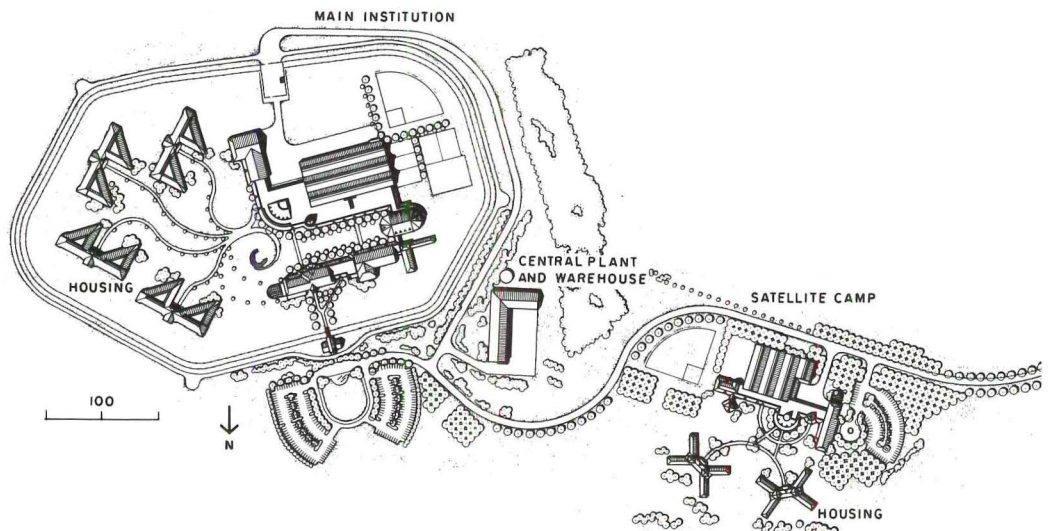 MAIN INSTITUTION
CENTRAL PLANT
AND WAREHOUSE
HOUSING
SATELLITE CAMP
100
N
HOUSING